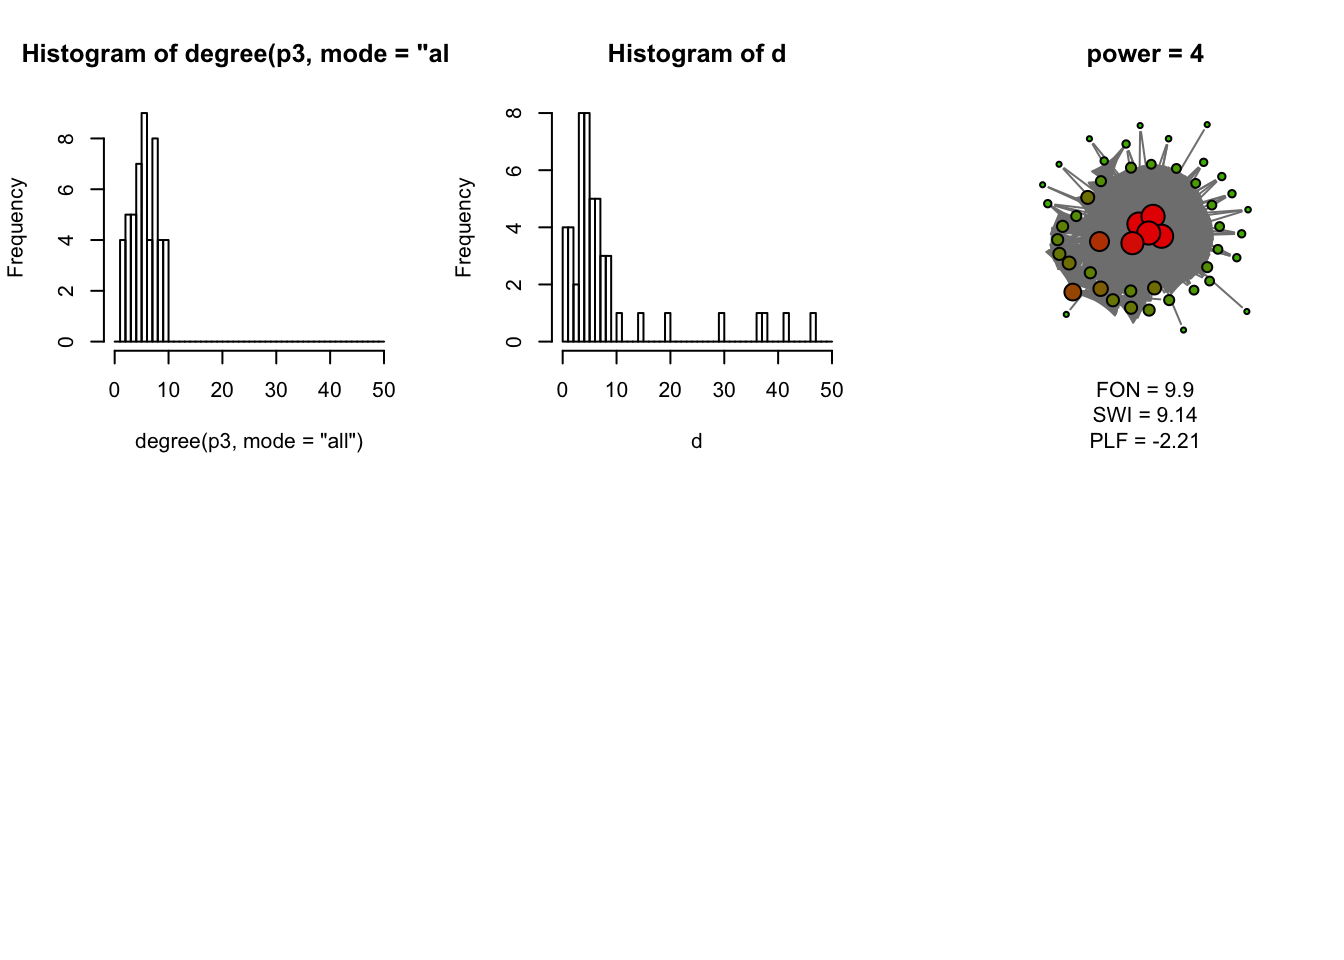 Histogram of degree(p3, mode = "al
Frequency
0 2 4 6 8
0 10 20 30 40 50
degree(p3, mode = "all")
Histogram of d
Frequency
0 2 4 6 8
0 10 20 30 40 50
d
power = 4
FON = 9.9
SWI = 9.14
PLF = -2.21